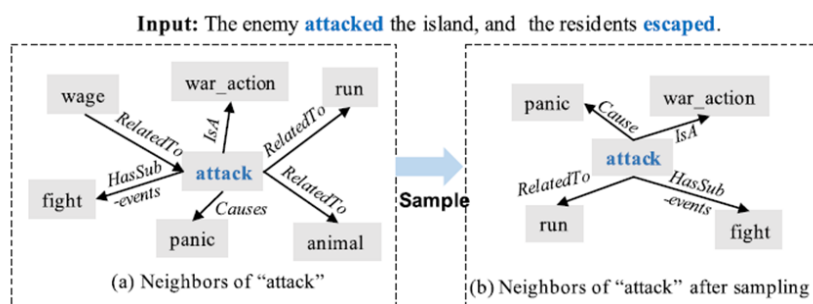 Input: The enemy attacked the island, and the residents escaped.
wage
war_action
run
RelatedTo
IsA
RelatedTo
attack
HasSub
-events
RelatedTo
fight
Causes
panic
animal
(a) Neighbors of “attack”
Sample
panic
war_action
Cause
IsA
attack
RelatedTo
HasSub
-events
run
fight
(b) Neighbors of “attack” after sampling